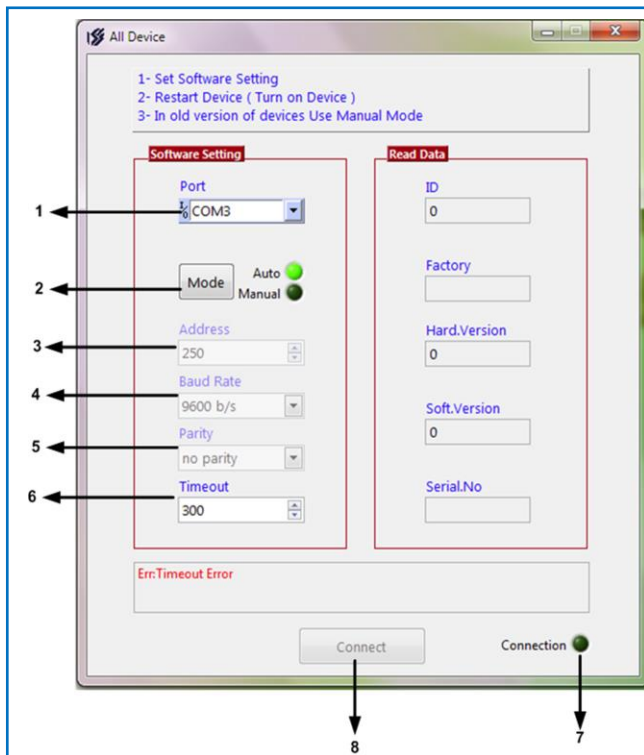 All Device
1- Set Software Setting
2- Restart Device ( Turn on Device )
3- In old version of devices Use Manual Mode
Software Setting
Port
COM3
1
Mode
Auto
Manual
2
Address
250
3
Baud Rate
9600 b/s
4
Parity
no parity
5
Timeout
300
6
Read Data
ID
0
Factory
Hard.Version
0
Soft.Version
0
Serial.No
Err:Timeout Error
Connect
Connection
8
7